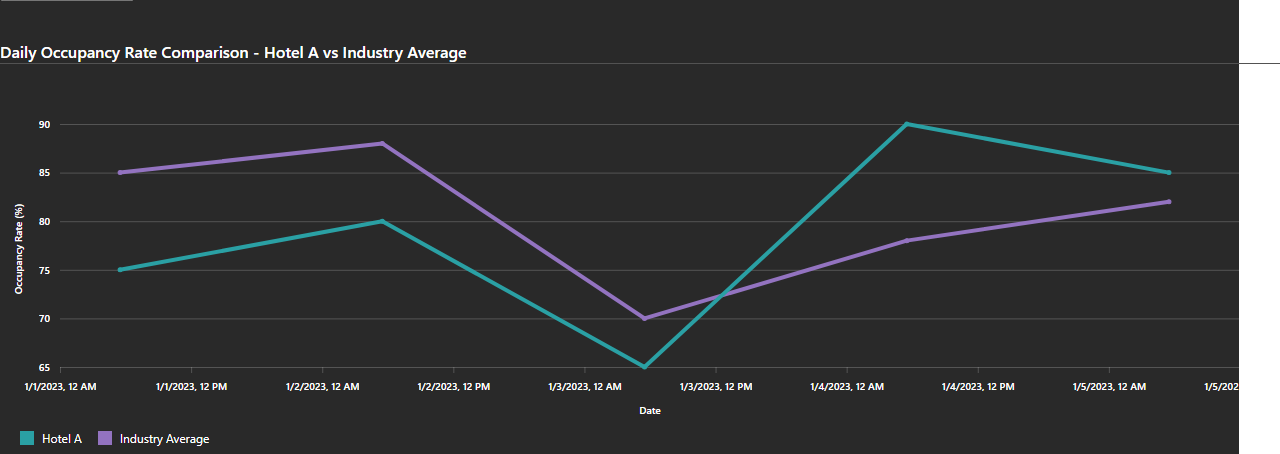 Daily Occupancy Rate Comparison - Hotel A vs Industry Average
90
85
80
75
70
65
Occupancy Rate (%)
1/1/2023, 12 AM 1/1/2023, 12 PM 1/2/2023, 12 AM 1/2/2023, 12 PM 1/3/2023, 12 AM 1/3/2023, 12 PM 1/4/2023, 12 AM 1/4/2023, 12 PM 1/5/2023, 12 AM 1/5/202
Date
Hotel A Industry Average